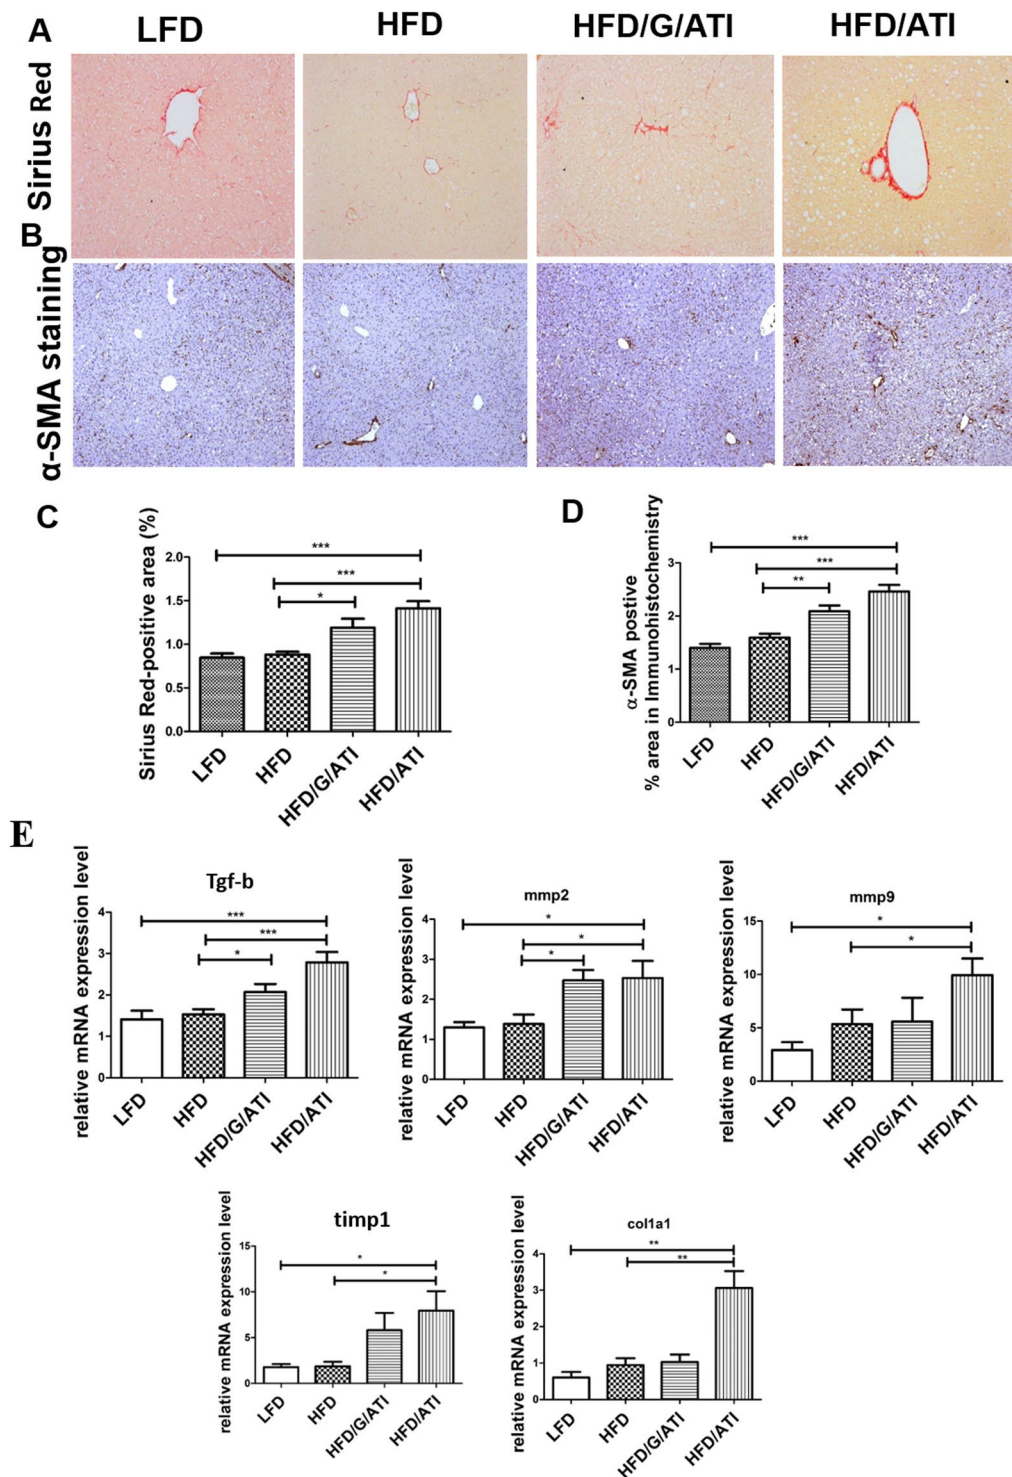 A
LFD
HFD
HFD/G/ATI
HFD/ATI
Sirius Red
B
α-SMA staining
C
Sirius Red-positive area (%)
2.0
1.5
1.0
0.5
0.0
***
***
*
LFD
HFD
HFD/G/ATI
HFD/ATI
D
α-SMA postive
% area in Immunohistochemistry
3
2
1
0
***
***
**
LFD
HFD
HFD/G/ATI
HFD/ATI
E
Tgf-b
relative mRNA expression level
4
3
2
1
0
***
***
*
LFD
HFD
HFD/G/ATI
HFD/ATI
mmp2
relative mRNA expression level
4
3
2
1
0
*
*
*
LFD
HFD
HFD/G/ATI
HFD/ATI
mmp9
relative mRNA expression level
15
10
5
0
*
*
LFD
HFD
HFD/G/ATI
HFD/ATI
timp1
relative mRNA expression level
15
10
5
0
*
*
LFD
HFD
HFD/G/ATI
HFD/ATI
col1a1
relative mRNA expression level
4
3
2
1
0
**
**
LFD
HFD
HFD/G/ATI
HFD/ATI